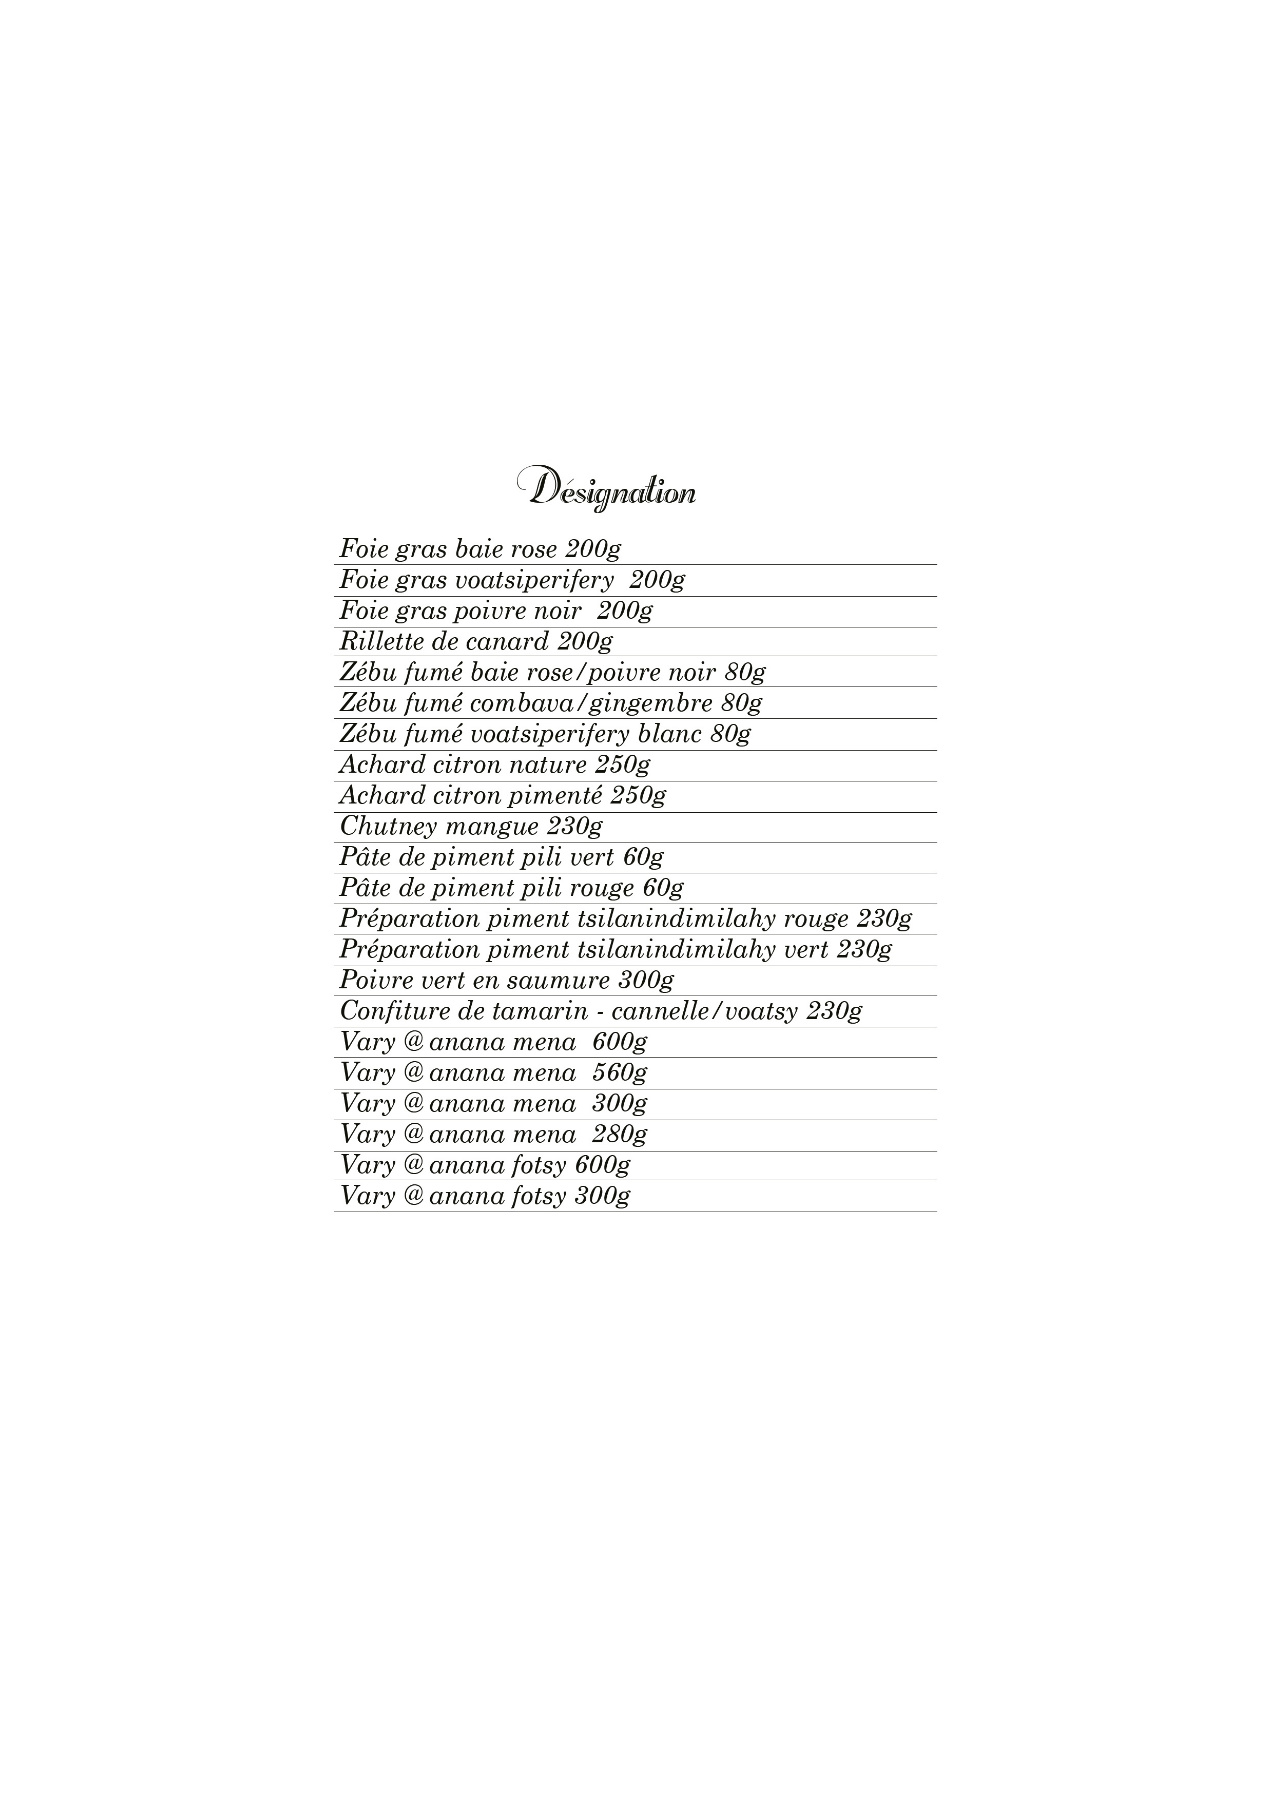 Désignation
Foie gras baie rose 200g
Foie gras voatsiperifery  200g
Foie gras poivre noir  200g
Rillette de canard 200g
Zébu fumé baie rose/poivre noir 80g
Zébu fumé combava/gingembre 80g
Zébu fumé voatsiperifery blanc 80g
Achard citron nature 250g
Achard citron pimenté 250g
Chutney mangue 230g
Pâte de piment pili vert 60g
Pâte de piment pili rouge 60g
Préparation piment tsilanindimilahy rouge 230g
Préparation piment tsilanindimilahy vert 230g
Poivre vert en saumure 300g
Confiture de tamarin - cannelle/voatsy 230g
Vary @ anana mena  600g
Vary @ anana mena  560g
Vary @ anana mena  300g
Vary @ anana mena  280g
Vary @ anana fotsy 600g
Vary @ anana fotsy 300g